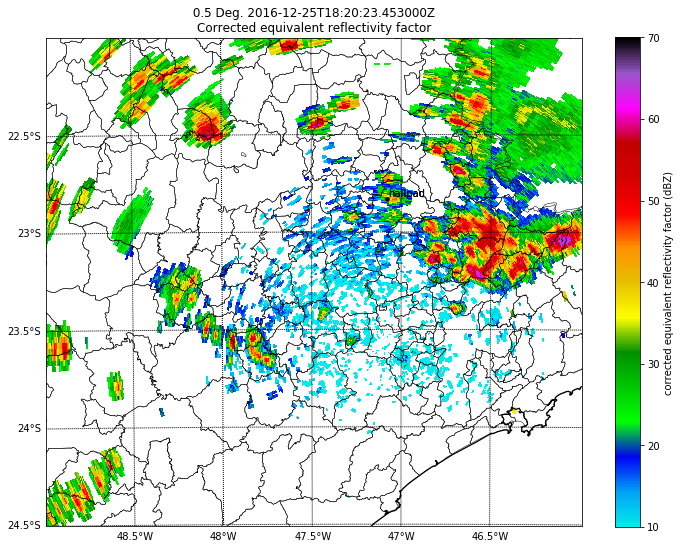 0.5 Deg. 2016-12-25T18:20:23.453000Z
Corrected equivalent reflectivity factor
22.5°S
23°S
23.5°S
24°S
24.5°S
48.5°W
48°W
47.5°W
47°W
46.5°W
70
60
50
40
30
20
10
corrected equivalent reflectivity factor (dBZ)